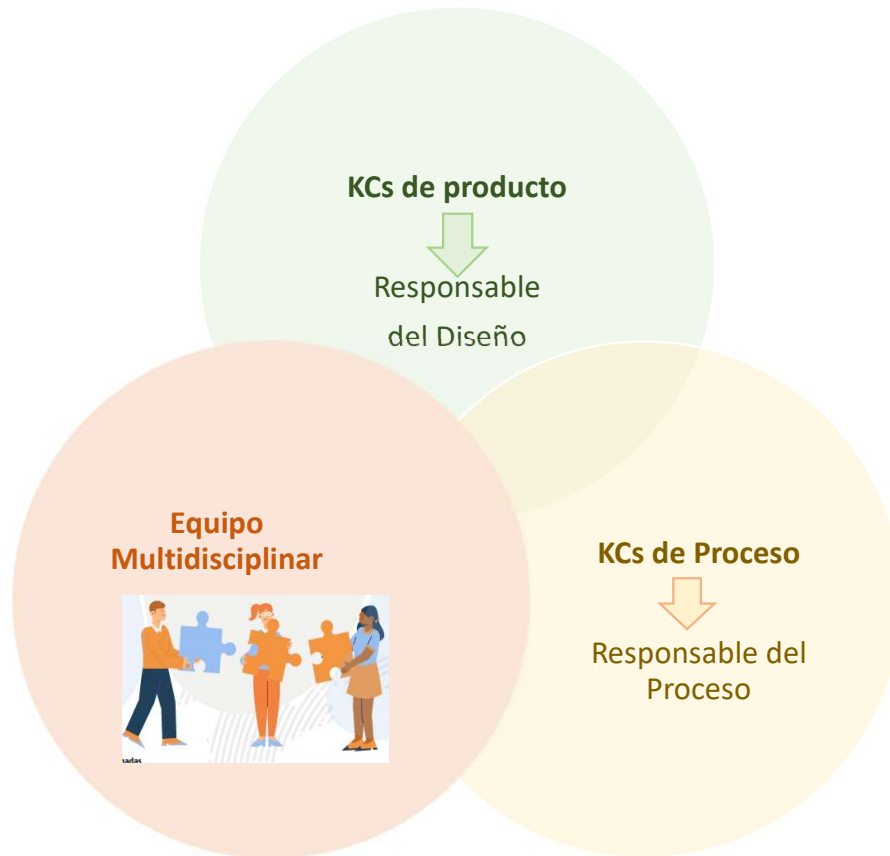 KCs de producto
Responsable
del Diseño
Equipo
Multidisciplinar
KCs de Proceso
Responsable del
Proceso